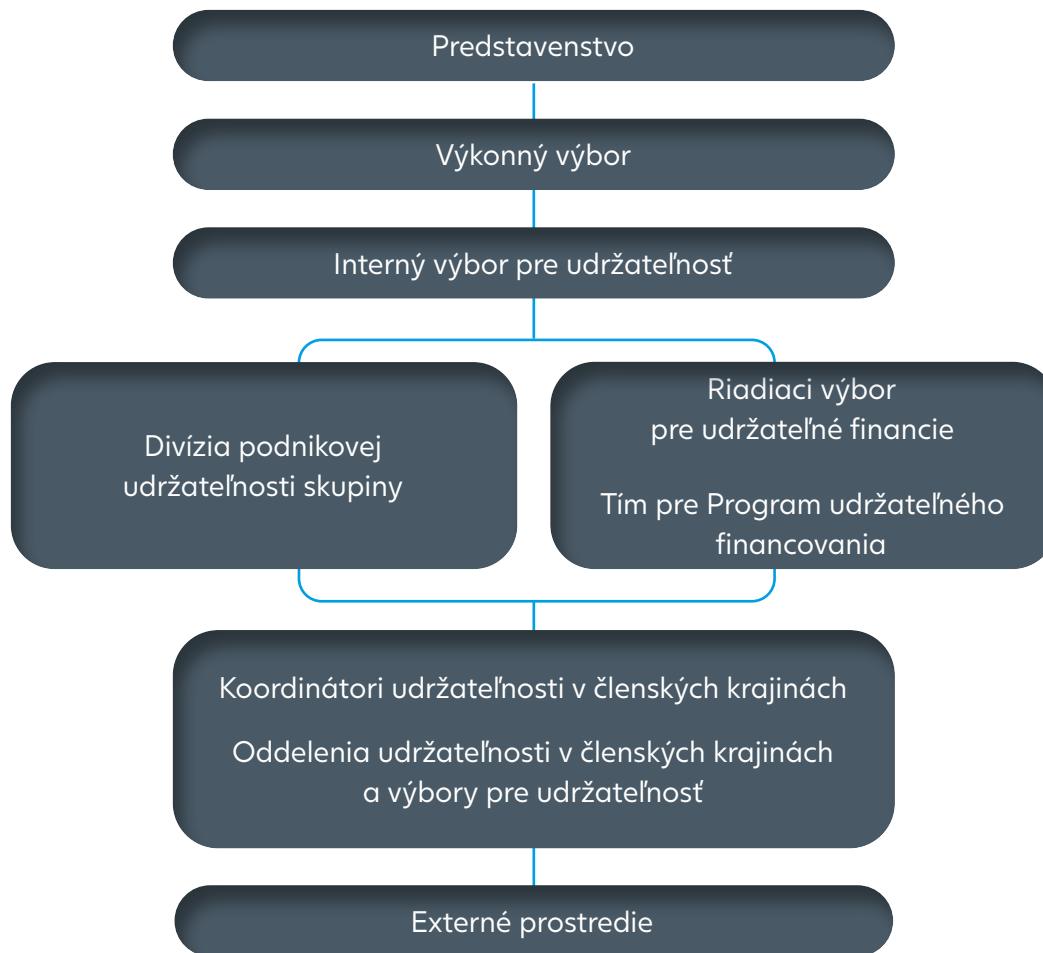 Predstavenstvo
Výkonný výbor
Interný výbor pre udržateľnosť
Divízia podnikovej
udržateľnosti skupiny
Riadiaci výbor
pre udržateľné financie
Tím pre Program udržateľného
financovania
Koordinátori udržateľnosti v členských krajinách
Oddelenia udržateľnosti v členských krajinách
a výbory pre udržateľnosť
Externé prostredie